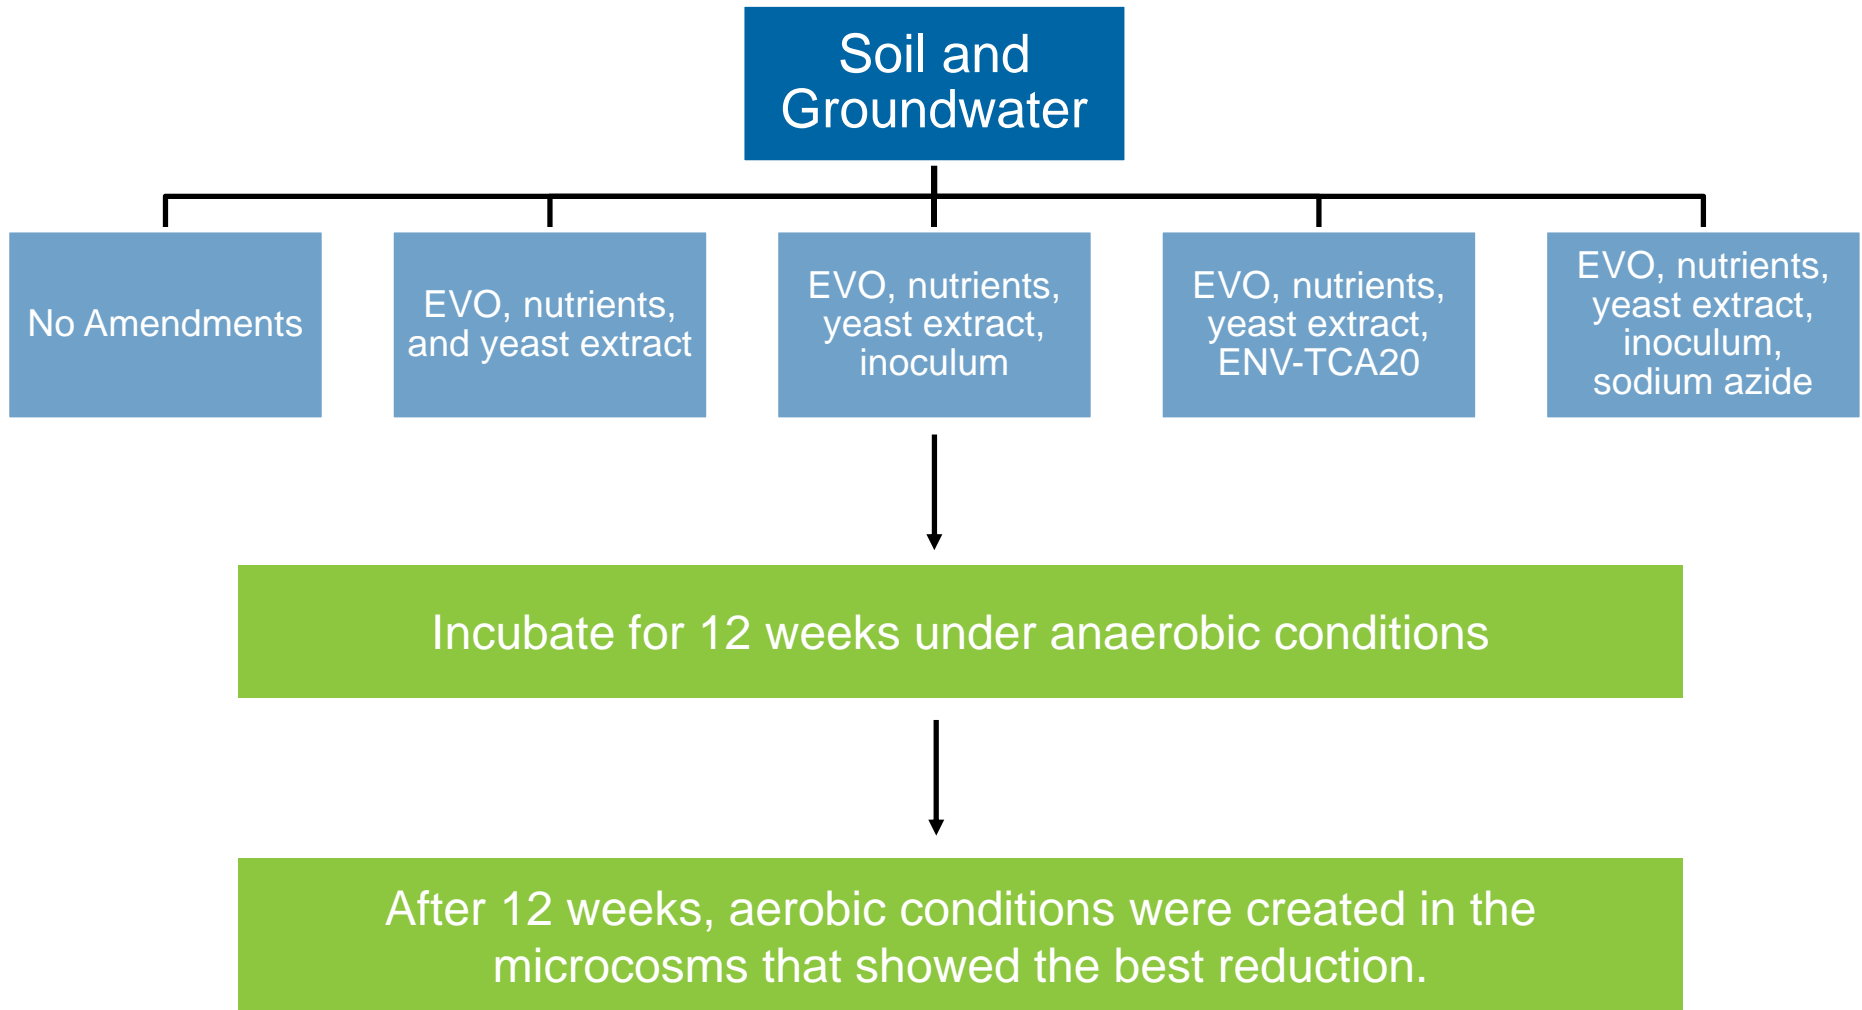 Soil and
Groundwater
No Amendments
EVO, nutrients,
and yeast extract
EVO, nutrients,
yeast extract,
inoculum
EVO, nutrients,
yeast extract,
ENV-TCA20
EVO, nutrients,
yeast extract,
inoculum,
sodium azide
Incubate for 12 weeks under anaerobic conditions
After 12 weeks, aerobic conditions were created in the
microcosms that showed the best reduction.